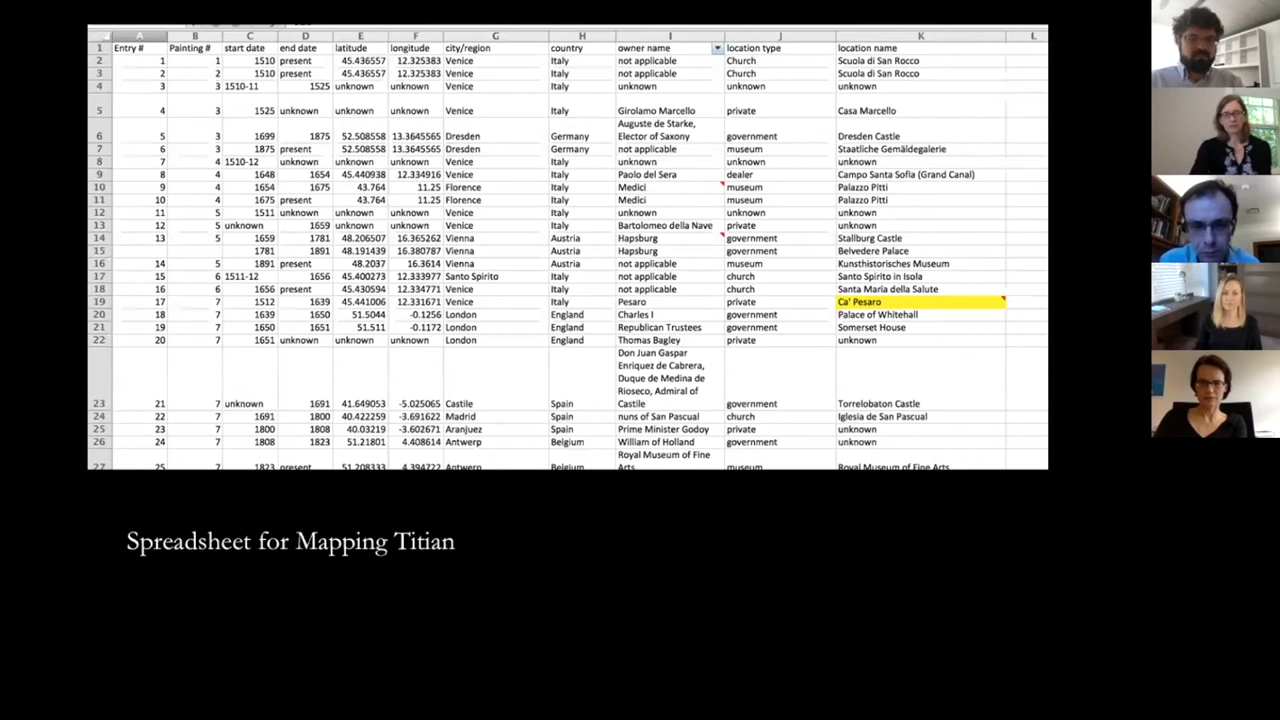 A B C D E F G H I J K L
1 Entry # Painting # start date end date latitude longitude city/region country owner name location type location name
2 1 1 1510 present 45.436557 12.325383 Venice Italy not applicable Church Scuola di San Rocco
3 2 2 1510 present 45.436557 12.325383 Venice Italy not applicable Church Scuola di San Rocco
4 3 3 1510-11 1525 unknown unknown Venice Italy unknown unknown unknown
5 4 3 1525 unknown unknown unknown Venice Italy Girolamo Marcello private Casa Marcello
Auguste de Starke,
6 5 3 1699 1875 52.508558 13.3645565 Dresden Germany Elector of Saxony government Dresden Castle
7 6 3 1875 present 52.508558 13.3645565 Dresden Germany not applicable museum Staatliche Gemäldegalerie
8 7 4 1510-12 unknown unknown unknown Venice Italy unknown unknown unknown
9 8 4 1648 1654 45.440938 12.334916 Venice Italy Paolo del Sera dealer Campo Santa Sofia (Grand Canal)
10 9 4 1654 1675 43.764 11.25 Florence Italy Medici museum Palazzo Pitti
11 10 4 1675 present 43.764 11.25 Florence Italy Medici museum Palazzo Pitti
12 11 5 1511 unknown unknown unknown Venice Italy unknown unknown unknown
13 12 5 unknown 1659 unknown unknown Venice Italy Bartolomeo della Nave private unknown
14 13 5 1659 1781 48.206507 16.365262 Vienna Austria Hapsburg government Stallburg Castle
15 1781 1891 48.191439 16.380787 Vienna Austria Hapsburg government Belvedere Palace
16 14 5 1891 present 48.2037 16.3614 Vienna Austria not applicable museum Kunsthistorisches Museum
17 15 6 1511-12 1656 45.400273 12.333977 Santo Spirito Italy not applicable church Santo Spirito in Isola
18 16 6 1656 present 45.430594 12.334771 Venice Italy not applicable church Santa Maria della Salute
19 17 7 1512 1639 45.441006 12.331671 Venice Italy Pesaro private Ca' Pesaro
20 18 7 1639 1650 51.5044 -0.1256 London England Charles I government Palace of Whitehall
21 19 7 1650 1651 51.511 -0.1172 London England Republican Trustees government Somerset House
22 20 7 1651 unknown unknown unknown London England Thomas Bagley private unknown
Don Juan Gaspar
Enriquez de Cabrera,
Duque de Medina de
Rioseco, Admiral of
23 21 7 unknown 1691 41.649053 -5.025065 Castile Spain Castile government Torrelobaton Castle
24 22 7 1691 1800 40.422259 -3.691622 Madrid Spain nuns of San Pascual church Iglesia de San Pascual
25 23 7 1800 1808 40.03219 -3.602671 Aranjuez Spain Prime Minister Godoy private unknown
26 24 7 1808 1823 51.21801 4.408614 Antwerp Belgium William of Holland government unknown
Royal Museum of Fine
27 25 7 1823 present 51.208333 4.394722 Antwerp Belgium Arts museum Royal Museum of Fine Arts
Spreadsheet for Mapping Titian